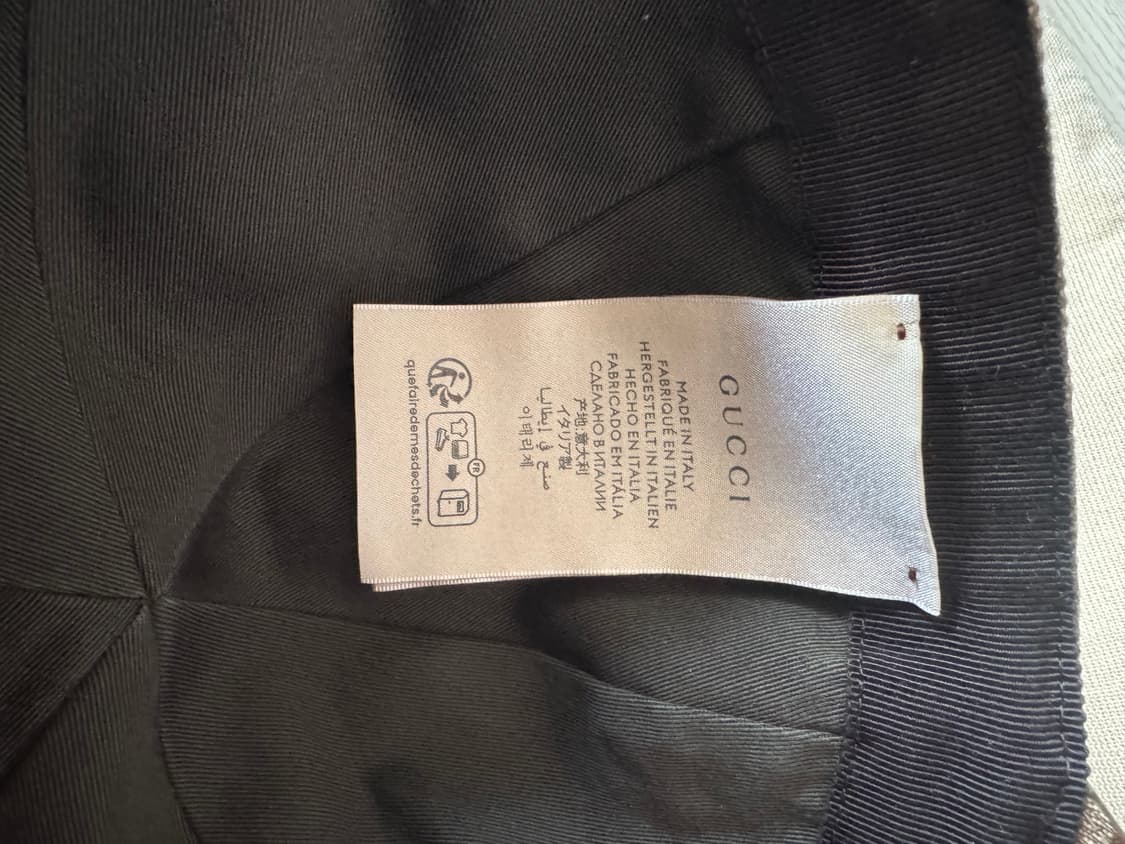 GUCCI
MADE IN ITALY
FABRIQUÉ EN ITALIE
HERGESTELLT IN ITALIEN
HECHO EN ITALIA
FABRICADO EM ITÁLIA
СДЕЛАНО В ИТАЛИИ
产地:意大利
イタリア製
صنع في إيطاليا
이태리제
FR
quefairedemesdechets.fr